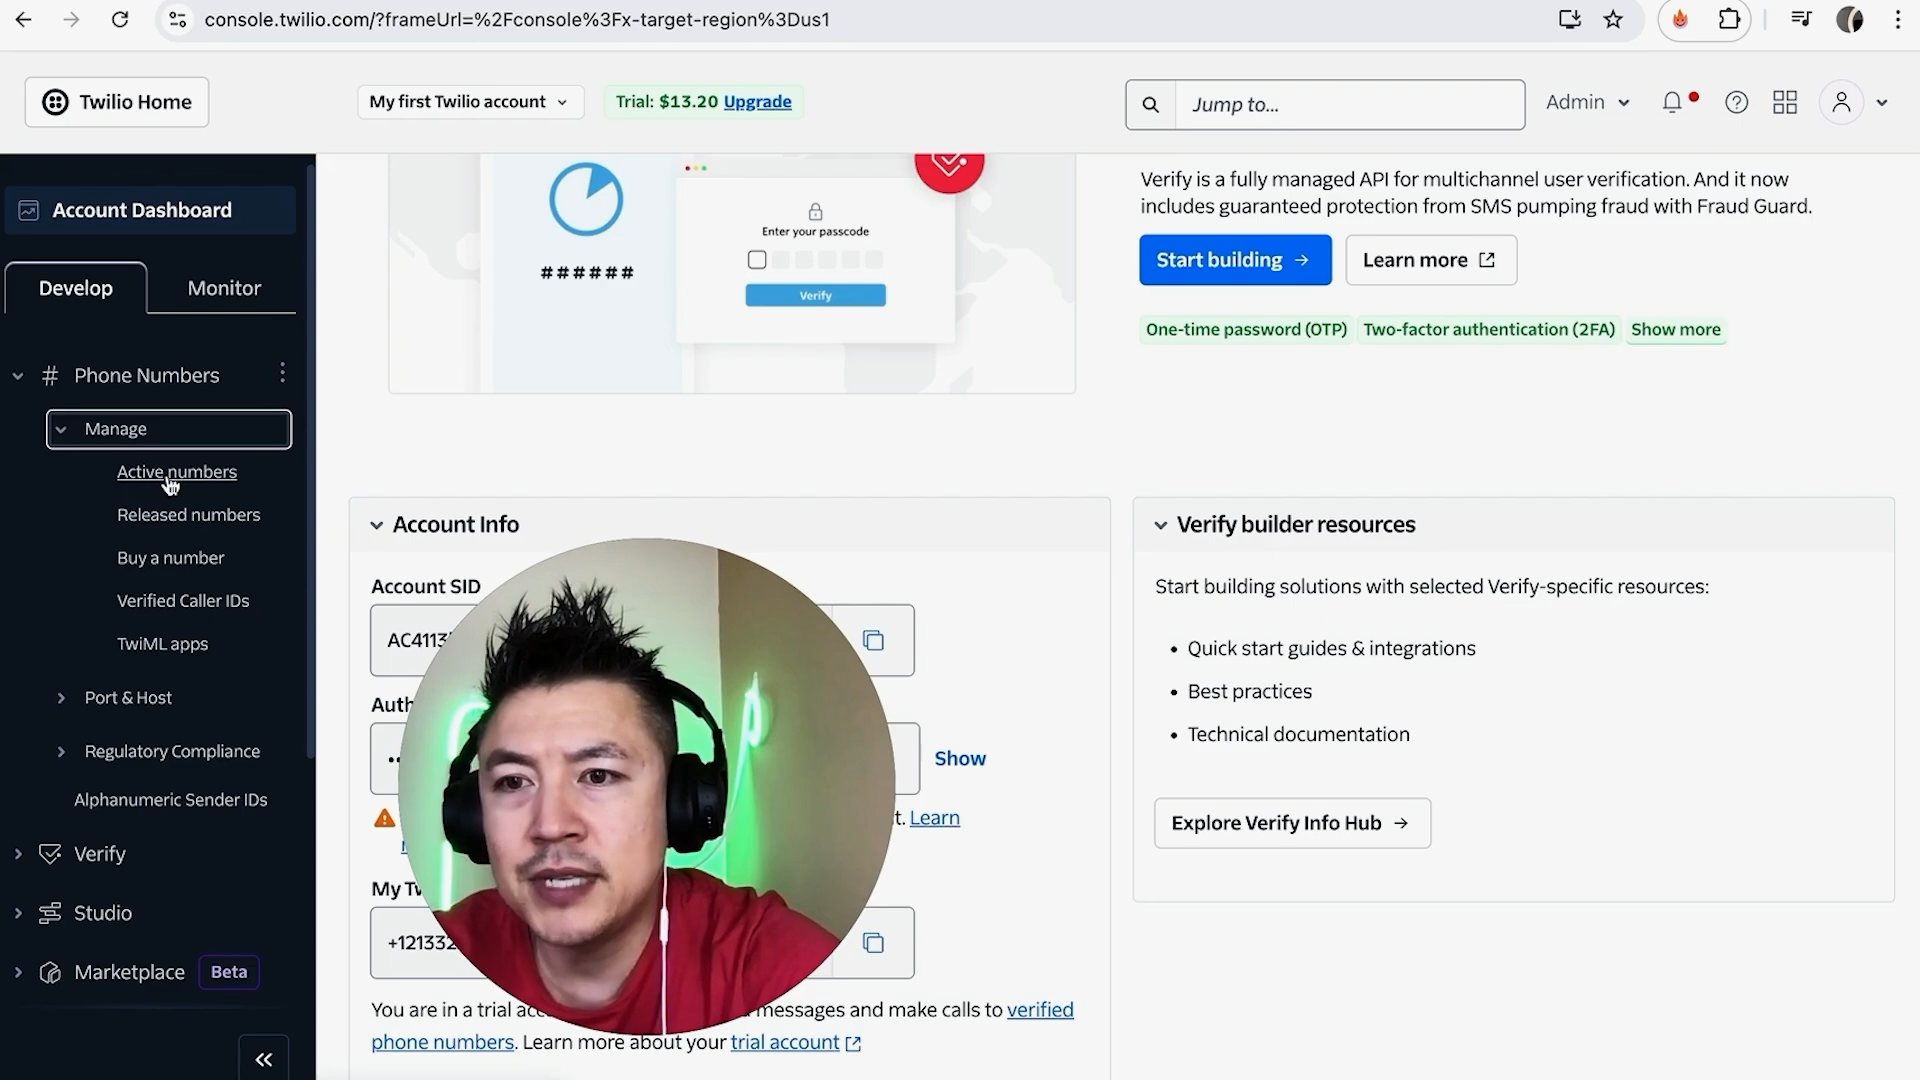 console.twilio.com/?frameUrl=%2Fconsole%3Fx-target-region%3Dus1
Twilio Home
My first Twilio account
Trial: $13.20 Upgrade
Jump to...
Admin
Account Dashboard
Develop
Monitor
Phone Numbers
Manage
Active numbers
Released numbers
Buy a number
Verified Caller IDs
TwiML apps
Port & Host
Regulatory Compliance
Alphanumeric Sender IDs
Verify
Studio
Marketplace Beta
######
Enter your passcode
Verify
Verify is a fully managed API for multichannel user verification. And it now
includes guaranteed protection from SMS pumping fraud with Fraud Guard.
Start building →
Learn more
One-time password (OTP) Two-factor authentication (2FA) Show more
Account Info
Account SID
AC4113
Auth
Show
t. Learn
My Tw
+121332
You are in a trial acc messages and make calls to verified
phone numbers. Learn more about your trial account
Verify builder resources
Start building solutions with selected Verify-specific resources:
• Quick start guides & integrations
• Best practices
• Technical documentation
Explore Verify Info Hub →